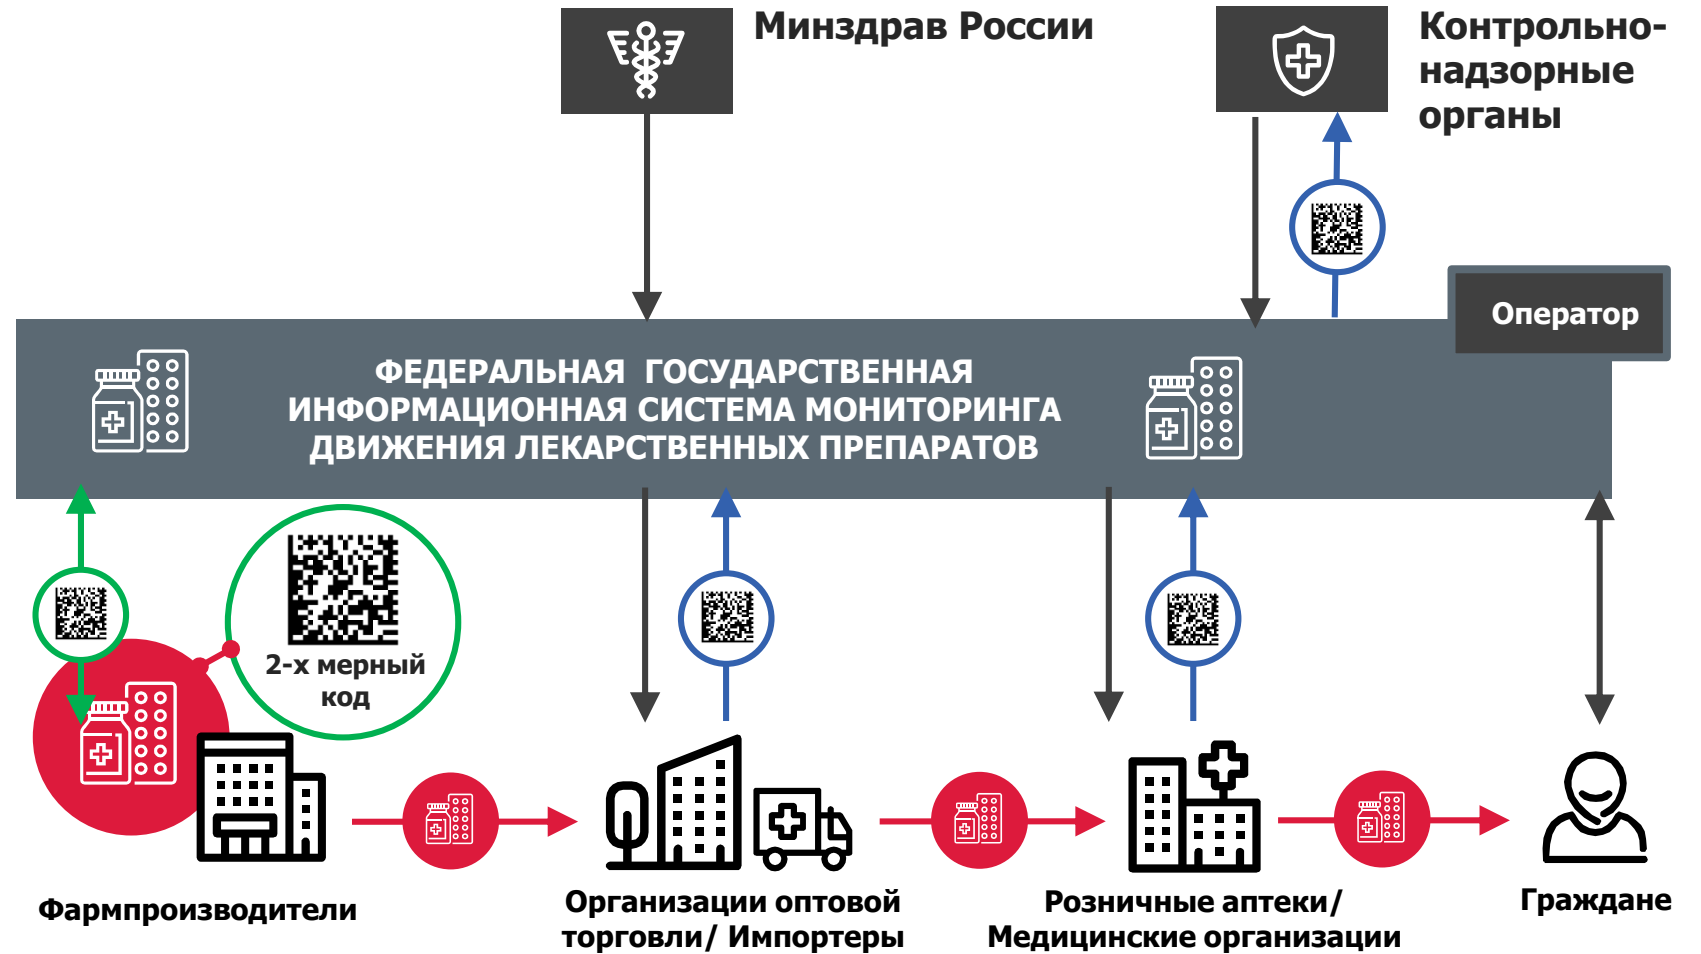 Минздрав России
Контрольно-
надзорные
органы
Оператор
ФЕДЕРАЛЬНАЯ ГОСУДАРСТВЕННАЯ
ИНФОРМАЦИОННАЯ СИСТЕМА МОНИТОРИНГА
ДВИЖЕНИЯ ЛЕКАРСТВЕННЫХ ПРЕПАРАТОВ
2-х мерный
код
Фармпроизводители
Организации оптовой
торговли/ Импортеры
Розничные аптеки/
Медицинские организации
Граждане